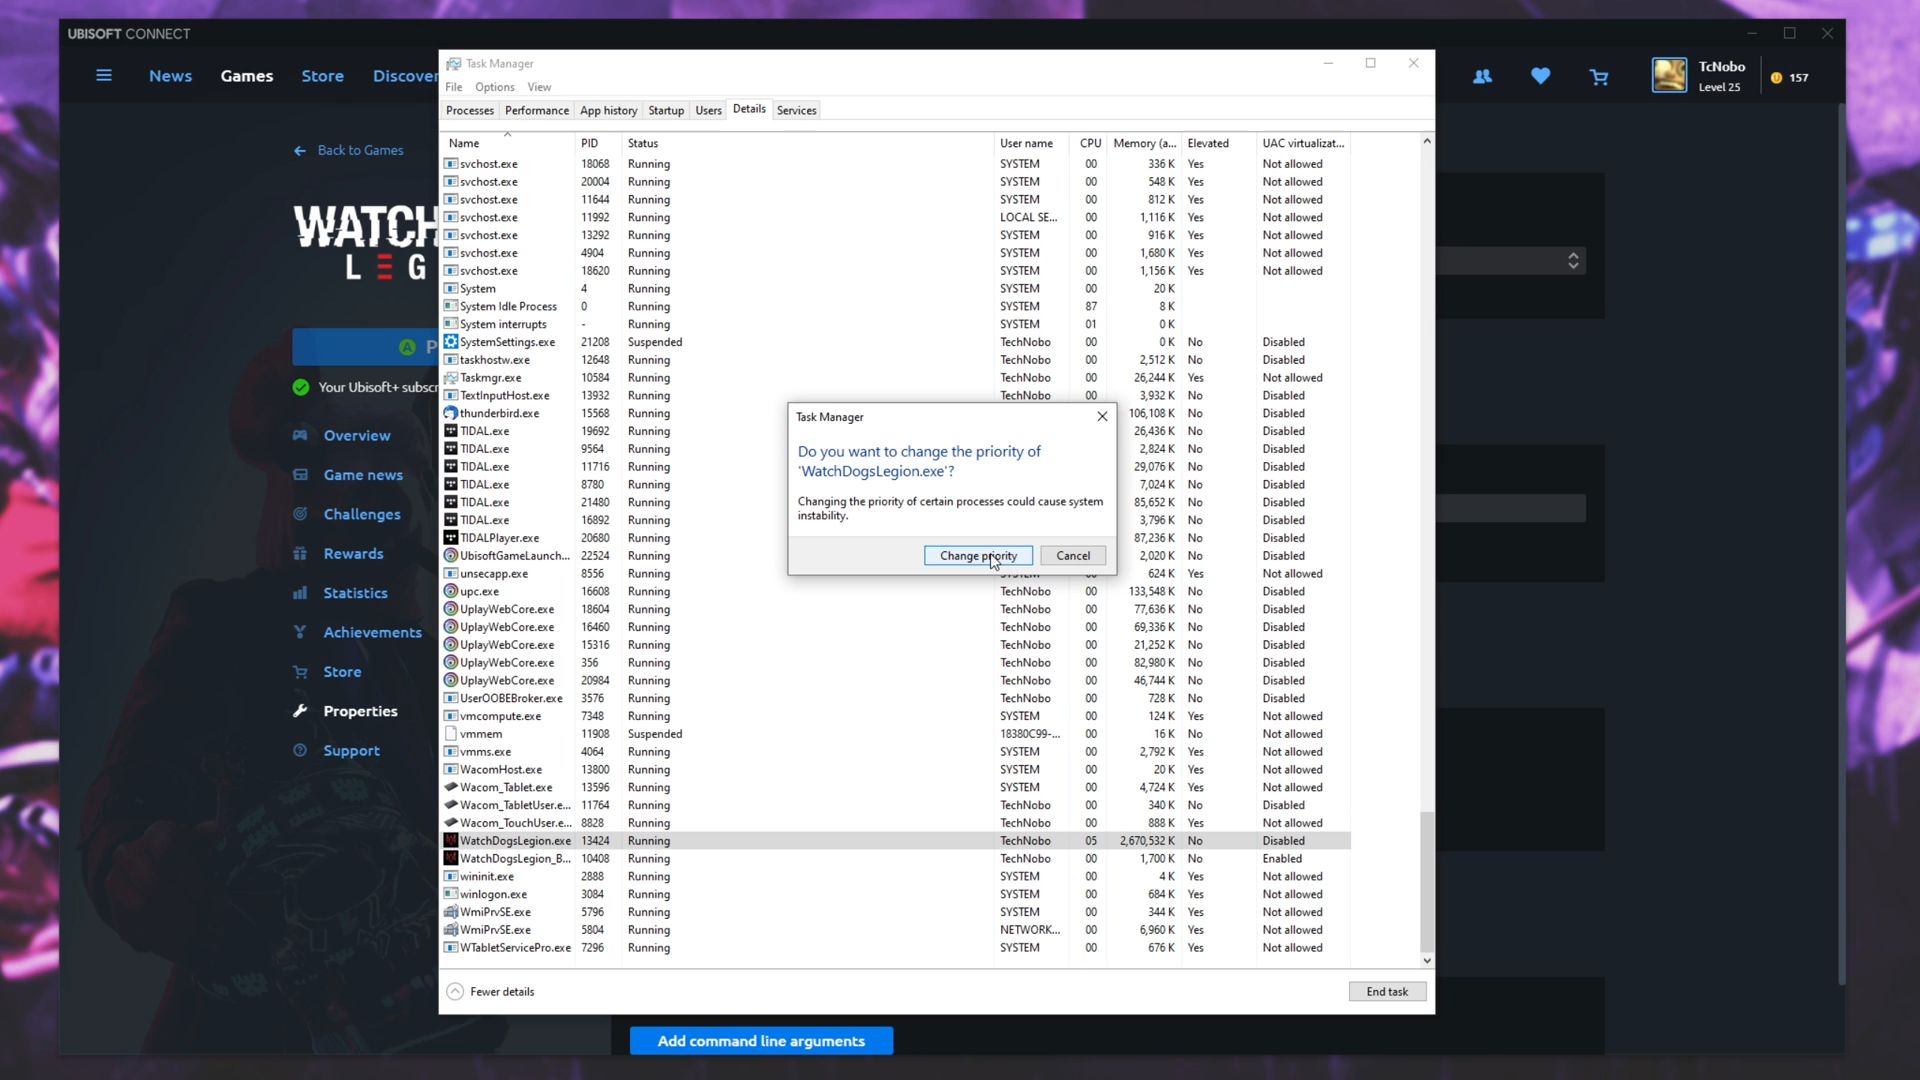 UBISOFT CONNECT
News Games Store Discover
TcNobo
Level 25
157
Back to Games
WATCH
LEG
P
Your Ubisoft+ subscr
Overview
Game news
Challenges
Rewards
Statistics
Achievements
Store
Properties
Support
Task Manager
File Options View
Processes Performance App history Startup Users Details Services
Name PID Status User name CPU Memory (a... Elevated UAC virtualizat...
svchost.exe 18068 Running SYSTEM 00 336 K Yes Not allowed
svchost.exe 20004 Running SYSTEM 00 548 K Yes Not allowed
svchost.exe 11644 Running SYSTEM 00 812 K Yes Not allowed
svchost.exe 11992 Running LOCAL SE... 00 1,116 K Yes Not allowed
svchost.exe 13292 Running SYSTEM 00 916 K Yes Not allowed
svchost.exe 4904 Running SYSTEM 00 1,680 K Yes Not allowed
svchost.exe 18620 Running SYSTEM 00 1,156 K Yes Not allowed
System 4 Running SYSTEM 00 20 K
System Idle Process 0 Running SYSTEM 87 8 K
System interrupts - Running SYSTEM 01 0 K
SystemSettings.exe 21208 Suspended TechNobo 00 0 K No Disabled
taskhostw.exe 12648 Running TechNobo 00 2,512 K No Disabled
Taskmgr.exe 10584 Running TechNobo 00 26,244 K Yes Not allowed
TextInputHost.exe 13932 Running TechNobo 00 3,932 K No Disabled
thunderbird.exe 15568 Running 106,108 K No Disabled
TIDAL.exe 19692 Running 26,436 K No Disabled
TIDAL.exe 9564 Running 2,824 K No Disabled
TIDAL.exe 11716 Running 29,076 K No Disabled
TIDAL.exe 8780 Running 7,024 K No Disabled
TIDAL.exe 21480 Running 85,652 K No Disabled
TIDAL.exe 16892 Running 3,796 K No Disabled
TIDALPlayer.exe 20680 Running 87,236 K No Disabled
UbisoftGameLaunch... 22524 Running 2,020 K No Disabled
unsecapp.exe 8556 Running SYSTEM 00 624 K Yes Not allowed
upc.exe 16608 Running TechNobo 00 133,548 K No Disabled
UplayWebCore.exe 18604 Running TechNobo 00 77,636 K No Disabled
UplayWebCore.exe 16460 Running TechNobo 00 69,336 K No Disabled
UplayWebCore.exe 15316 Running TechNobo 00 21,252 K No Disabled
UplayWebCore.exe 356 Running TechNobo 00 82,980 K No Disabled
UplayWebCore.exe 20984 Running TechNobo 00 46,744 K No Disabled
UserOOBEBroker.exe 3576 Running TechNobo 00 728 K No Disabled
vmcompute.exe 7348 Running SYSTEM 00 124 K Yes Not allowed
vmmem 11908 Suspended 18380C99-... 00 16 K No Not allowed
vmms.exe 4064 Running SYSTEM 00 2,792 K Yes Not allowed
WacomHost.exe 13800 Running SYSTEM 00 20 K Yes Not allowed
Wacom_Tablet.exe 13596 Running SYSTEM 00 4,724 K Yes Not allowed
Wacom_TabletUser.e... 11764 Running TechNobo 00 340 K No Disabled
Wacom_TouchUser.e... 8828 Running TechNobo 00 888 K Yes Not allowed
WatchDogsLegion.exe 13424 Running TechNobo 05 2,670,532 K No Disabled
WatchDogsLegion_B... 10408 Running TechNobo 00 1,700 K No Enabled
wininit.exe 2888 Running SYSTEM 00 4 K Yes Not allowed
winlogon.exe 3084 Running SYSTEM 00 684 K Yes Not allowed
WmiPrvSE.exe 5796 Running SYSTEM 00 344 K Yes Not allowed
WmiPrvSE.exe 5804 Running NETWORK... 00 6,960 K Yes Not allowed
WTabletServicePro.exe 7296 Running SYSTEM 00 676 K Yes Not allowed
Task Manager
Do you want to change the priority of
'WatchDogsLegion.exe'?
Changing the priority of certain processes could cause system
instability.
Change priority Cancel
Fewer details End task
Add command line arguments